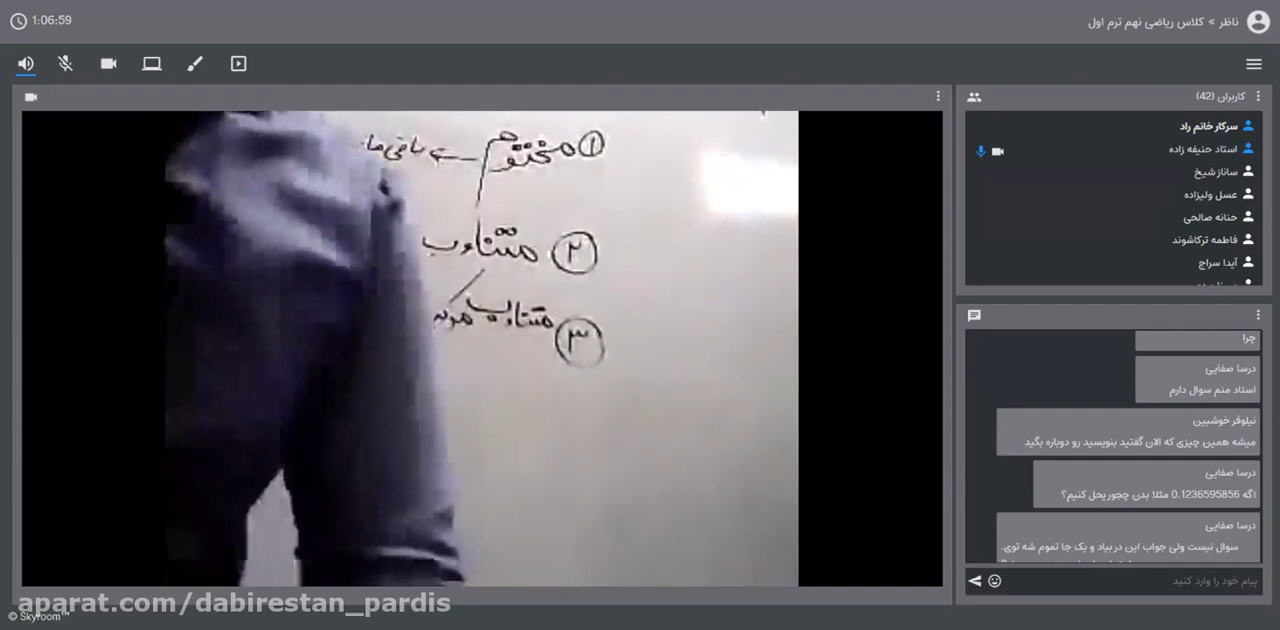 1:06:59
ناظر » کلاس ریاضی نهم ترم اول
کاربران (42)
سرکار خانم راد
استاد حنیفه زاده
ساناز شیخ
عسل ولیزاده
حنانه صالحی
فاطمه ترکاشوند
آیدا سراج
① مختوم
② متناوب
③ متناوب مرکب
چرا
درسا صفایی
استاد منم سوال دارم
نیلوفر خوشبین
میشه همین چیزی که الان گفتید بنویسید رو دوباره بگید
درسا صفایی
اگه 0.1236595856 مثلا بدن چجور یحل کنیم؟
درسا صفایی
سوال نیست ولی جواب این در بیاد و یک جا تموم شه توی.
پیام خود را وارد کنید
aparat.com/dabirestan_pardis
© Skyroom™